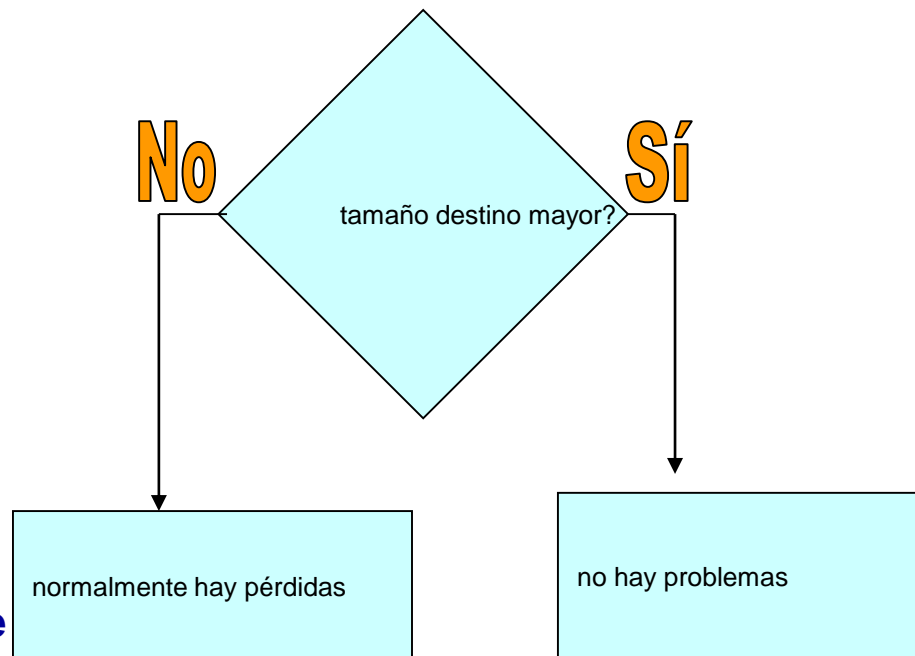 No
Sí
tamaño destino mayor?
normalmente hay pérdidas
no hay problemas
e